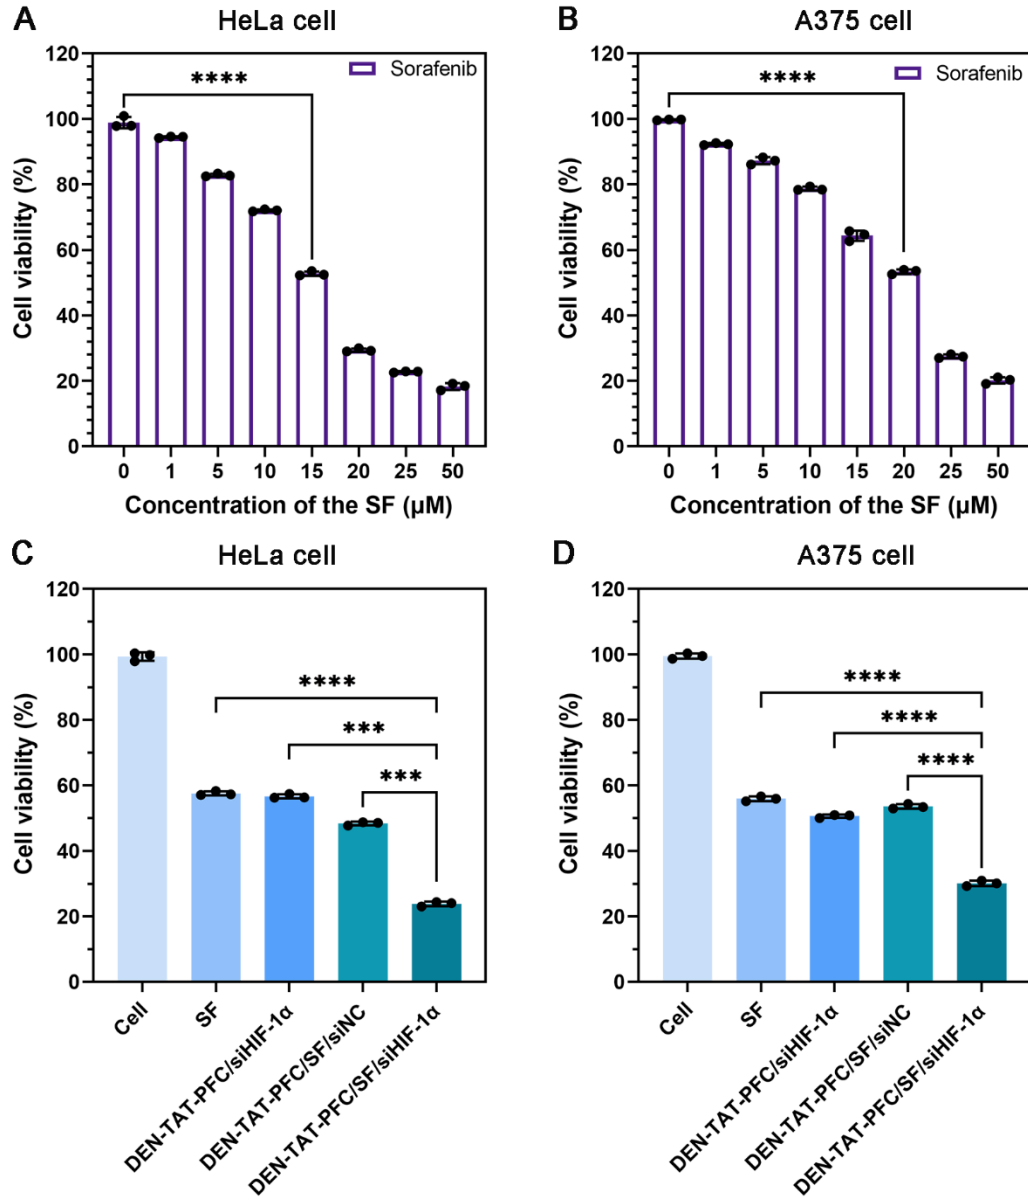 A
HeLa cell
Cell viability (%)
120
100
80
60
40
20
0
****
Sorafenib
0 1 5 10 15 20 25 50
Concentration of the SF (μM)
B
A375 cell
Cell viability (%)
120
100
80
60
40
20
0
****
Sorafenib
0 1 5 10 15 20 25 50
Concentration of the SF (μM)
C
HeLa cell
Cell viability (%)
120
100
80
60
40
20
0
****
***
***
Cell
SF
DEN-TAT-PFC/siHIF-1α
DEN-TAT-PFC/SF/siNC
DEN-TAT-PFC/SF/siHIF-1α
D
A375 cell
Cell viability (%)
120
100
80
60
40
20
0
****
****
****
Cell
SF
DEN-TAT-PFC/siHIF-1α
DEN-TAT-PFC/SF/siNC
DEN-TAT-PFC/SF/siHIF-1α